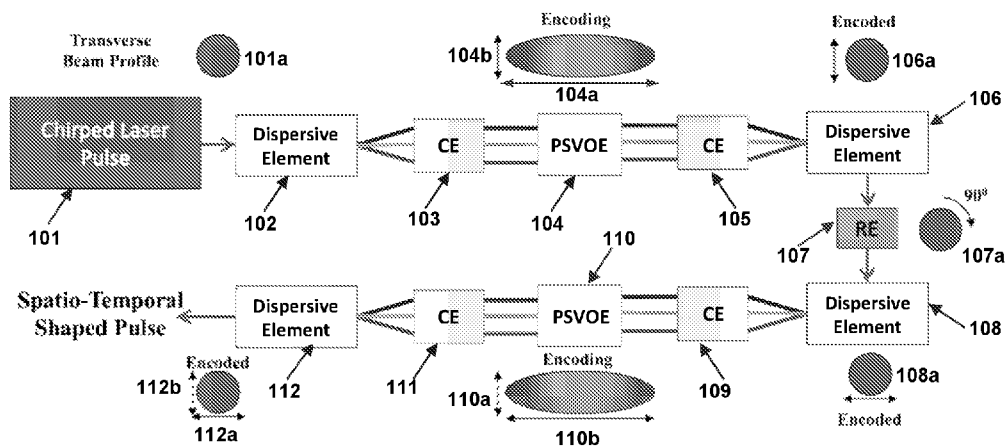 Transverse
Beam Profile
101a
Encoding
104b
104a
Encoded
106a
106
Chirped Laser
Pulse
Dispersive
Element
CE
PSVOE
CE
Dispersive
Element
101
102
103
104
105
110
107
RE
90⁰
107a
Spatio-Temporal
Shaped Pulse
Dispersive
Element
CE
PSVOE
CE
Dispersive
Element
108
Encoded
112b
112a
112
111
Encoding
110a
110b
109
108a
Encoded